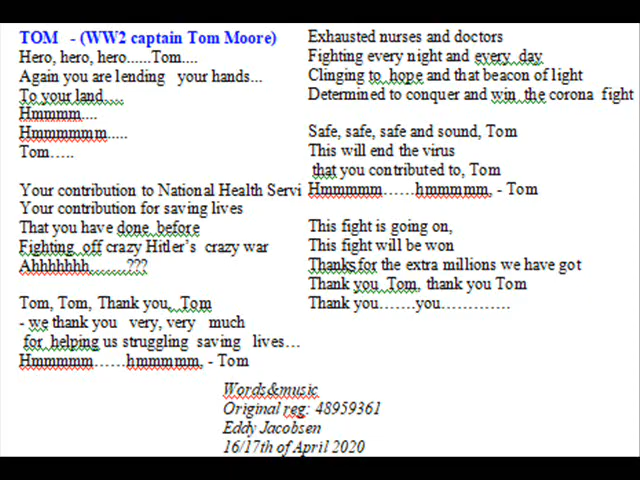 TOM - (WW2 captain Tom Moore)
Hero, hero, hero......Tom....
Again you are lending your hands...
To your land....
Hmmmm....
Hmmmmmm.....
Tom…..
Your contribution to National Health Servi
Your contribution for saving lives
That you have done before
Fighting off crazy Hitler's crazy war
Ahhhhhhh........???
Tom, Tom, Thank you, Tom
- we thank you very, very much
for helping us struggling saving lives…
Hmmmmm……hmmmmm, - Tom
Exhausted nurses and doctors
Fighting every night and every day
Clinging to hope and that beacon of light
Determined to conquer and win the corona fight
Safe, safe, safe and sound, Tom
This will end the virus
that you contributed to, Tom
Hmmmmm……hmmmmm, - Tom
This fight is going on,
This fight will be won
Thanks for the extra millions we have got
Thank you Tom, thank you Tom
Thank you…….you………….
Words&music
Original reg: 48959361
Eddy Jacobsen
16/17th of April 2020